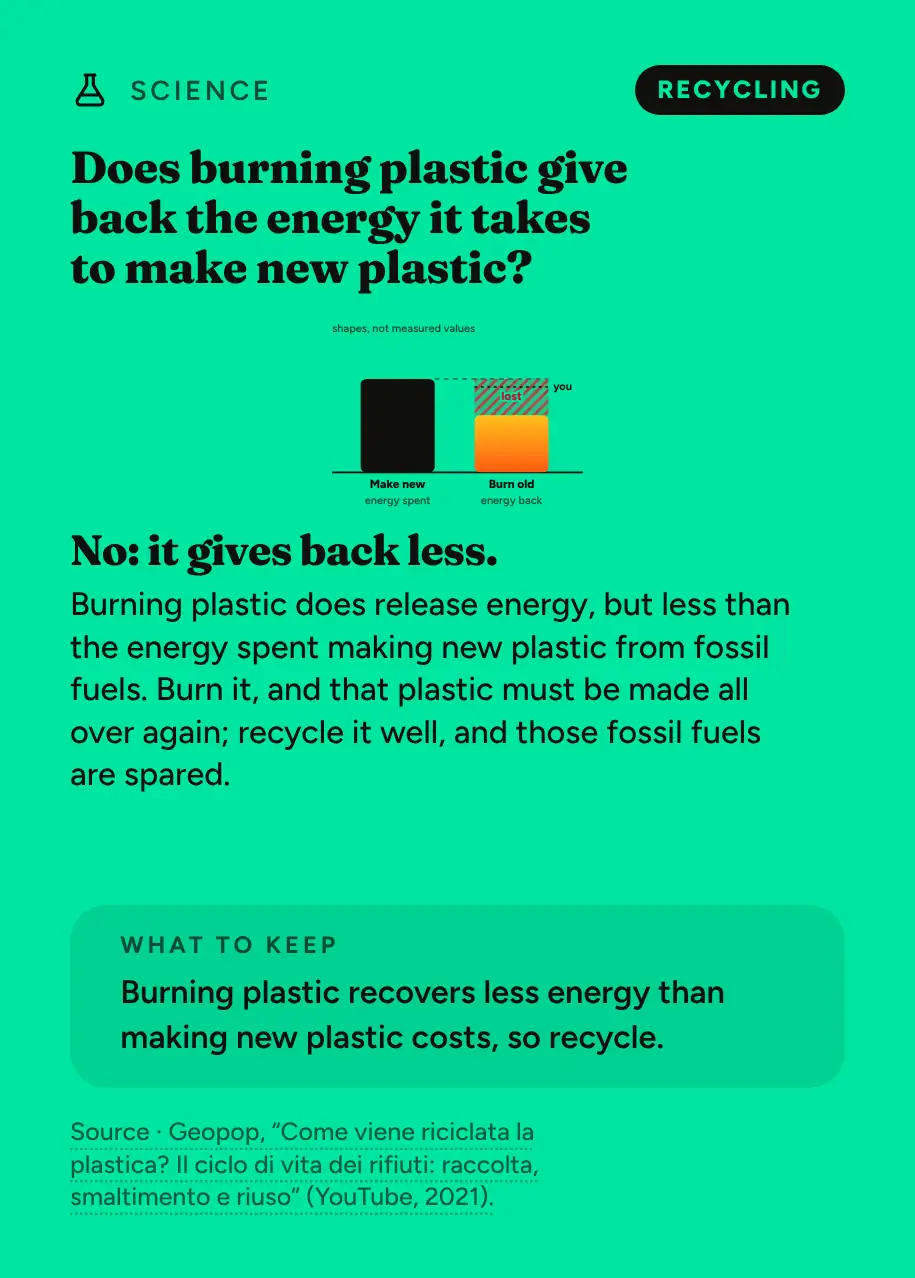 SCIENCE
RECYCLING
Does burning plastic give
back the energy it takes
to make new plastic?
shapes, not measured values
you
lost
Make new
Burn old
energy spent
energy back
No: it gives back less.
Burning plastic does release energy, but less than
the energy spent making new plastic from fossil
fuels. Burn it, and that plastic must be made all
over again; recycle it well, and those fossil fuels
are spared.
WHAT TO KEEP
Burning plastic recovers less energy than
making new plastic costs, so recycle.
Source · Geopop, “Come viene riciclata la
plastica? Il ciclo di vita dei rifiuti: raccolta,
smaltimento e riuso” (YouTube, 2021).